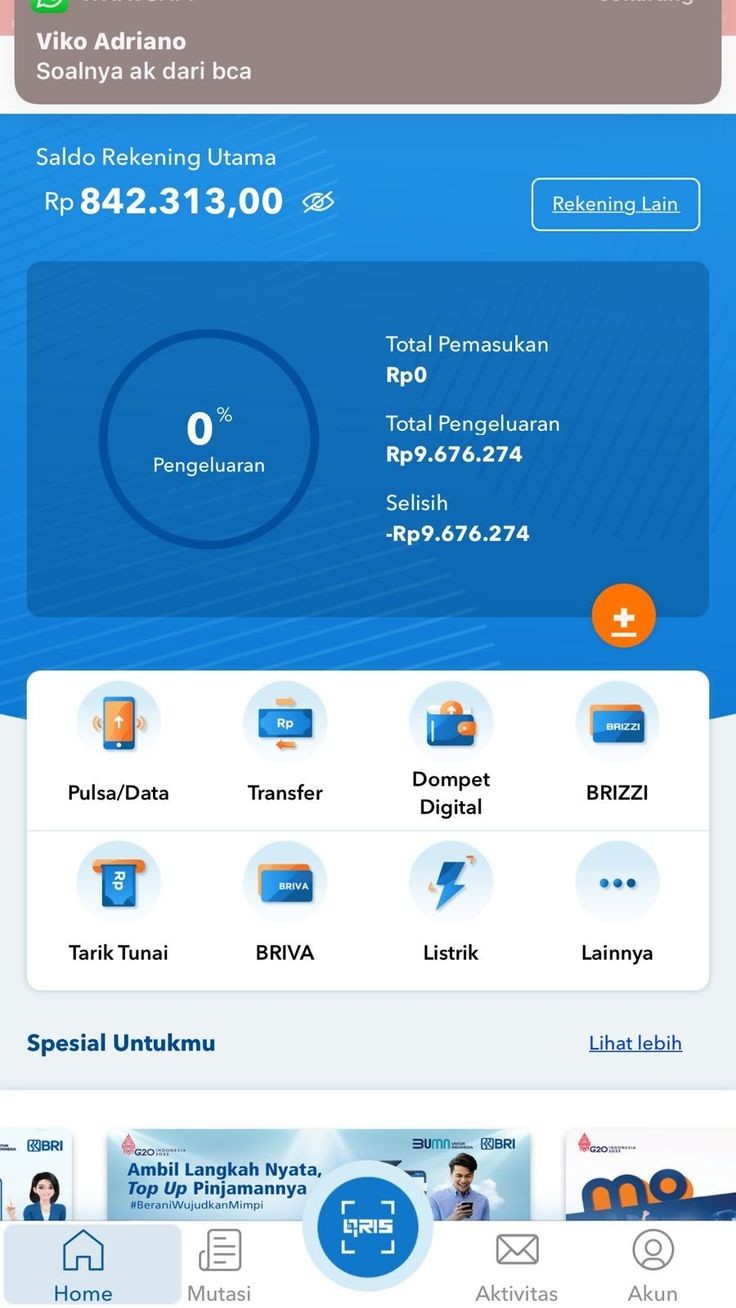 Viko Adriano
Soalnya ak dari bca
Saldo Rekening Utama
Rp 842.313,00
Rekening Lain
0%
Pengeluaran
Total Pemasukan
Rp0
Total Pengeluaran
Rp9.676.274
Selisih
-Rp9.676.274
Rp
BRIZZI
Pulsa/Data
Transfer
Dompet
Digital
BRIZZI
Rp
BRIVA
Tarik Tunai
BRIVA
Listrik
Lainnya
Spesial Untukmu
Lihat lebih
BRI
G20 INDONESIA
2022
BUMN UNTUK
INDONESIA
BRI
G20 INDONESIA
2022
Ambil Langkah Nyata,
Top Up Pinjamannya
#BeraniWujudkanMimpi
mo
QRIS
Home
Mutasi
Aktivitas
Akun